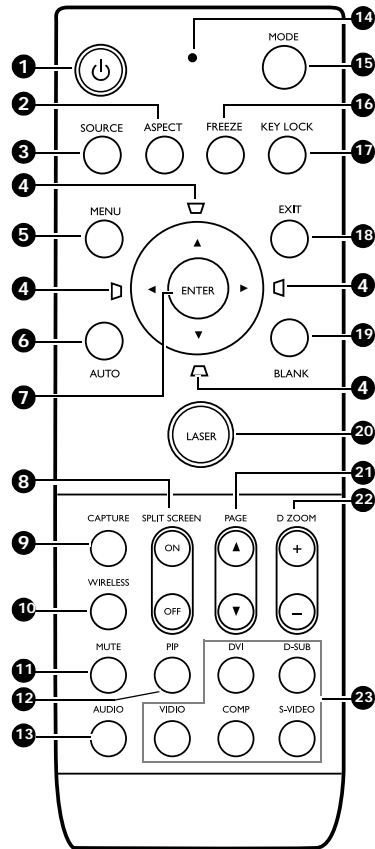 14
MODE
1
15
2
16
SOURCE ASPECT FREEZE KEY LOCK
3
17
4
MENU EXIT
5
18
4
ENTER
4
6
19
7
AUTO BLANK
4
LASER
20
8
21
22
CAPTURE SPLIT SCREEN PAGE D ZOOM
9
ON +
WIRELESS
10
OFF –
MUTE PIP DVI D-SUB
11
12
23
AUDIO VIDIO COMP S-VIDEO
13